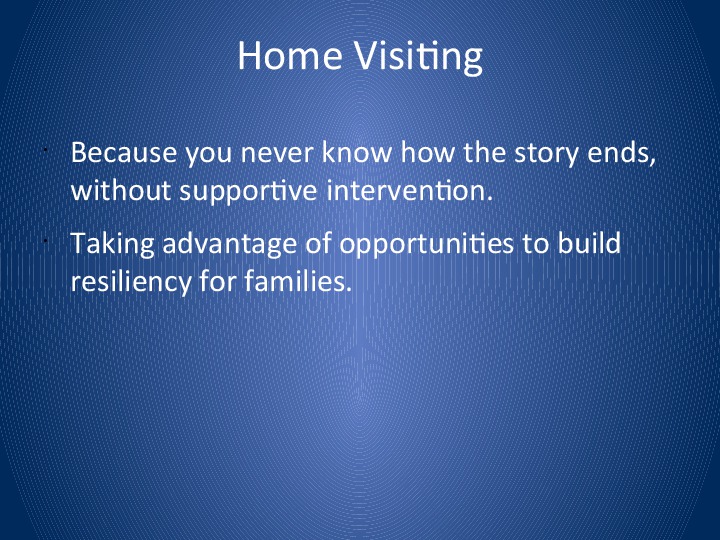 Home Visiting
Because you never know how the story ends,
without supportive intervention.
Taking advantage of opportunities to build
resiliency for families.